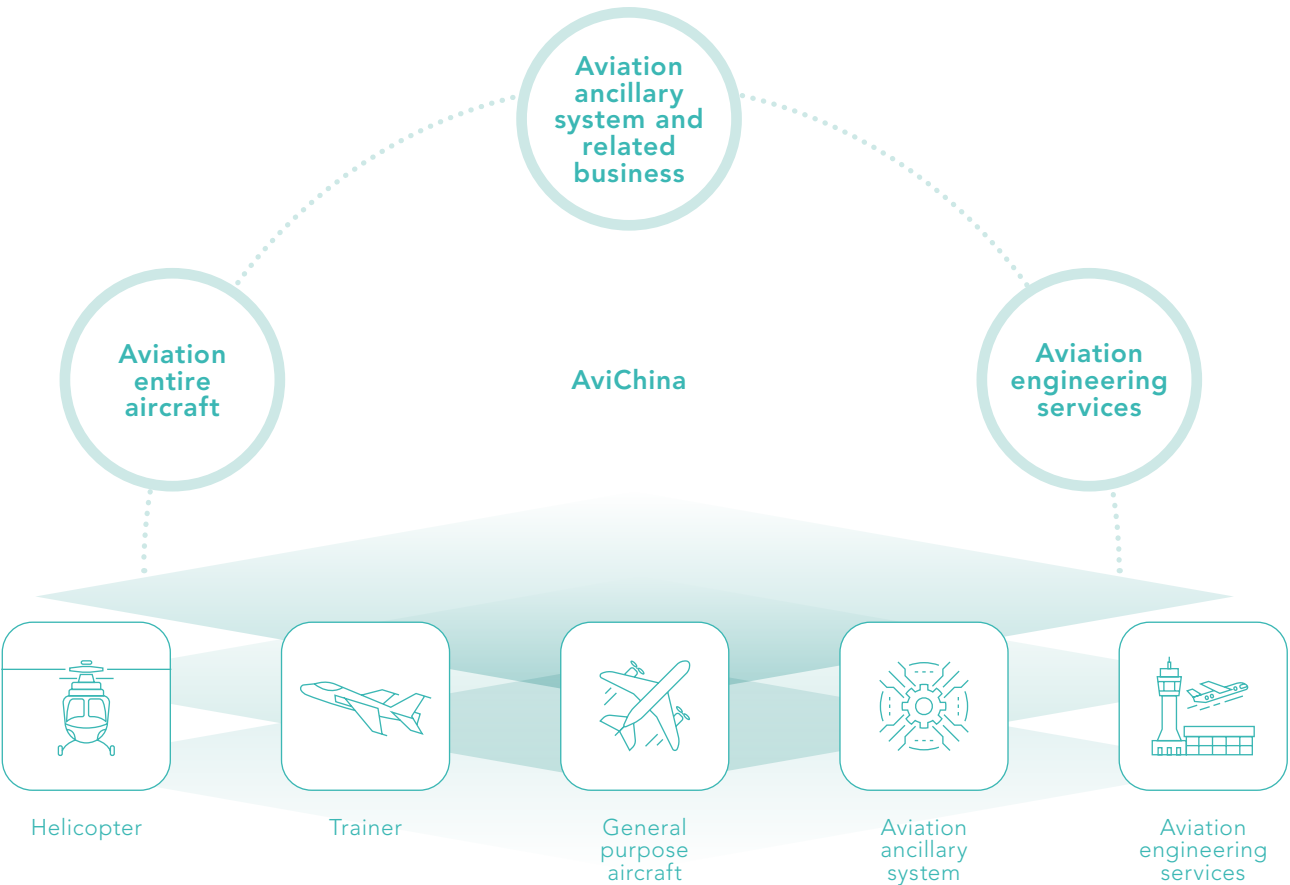 Aviation
ancillary
system and
related
business
Aviation
entire
aircraft
AviChina
Aviation
engineering
services
Helicopter
Trainer
General
purpose
aircraft
Aviation
ancillary
system
Aviation
engineering
services